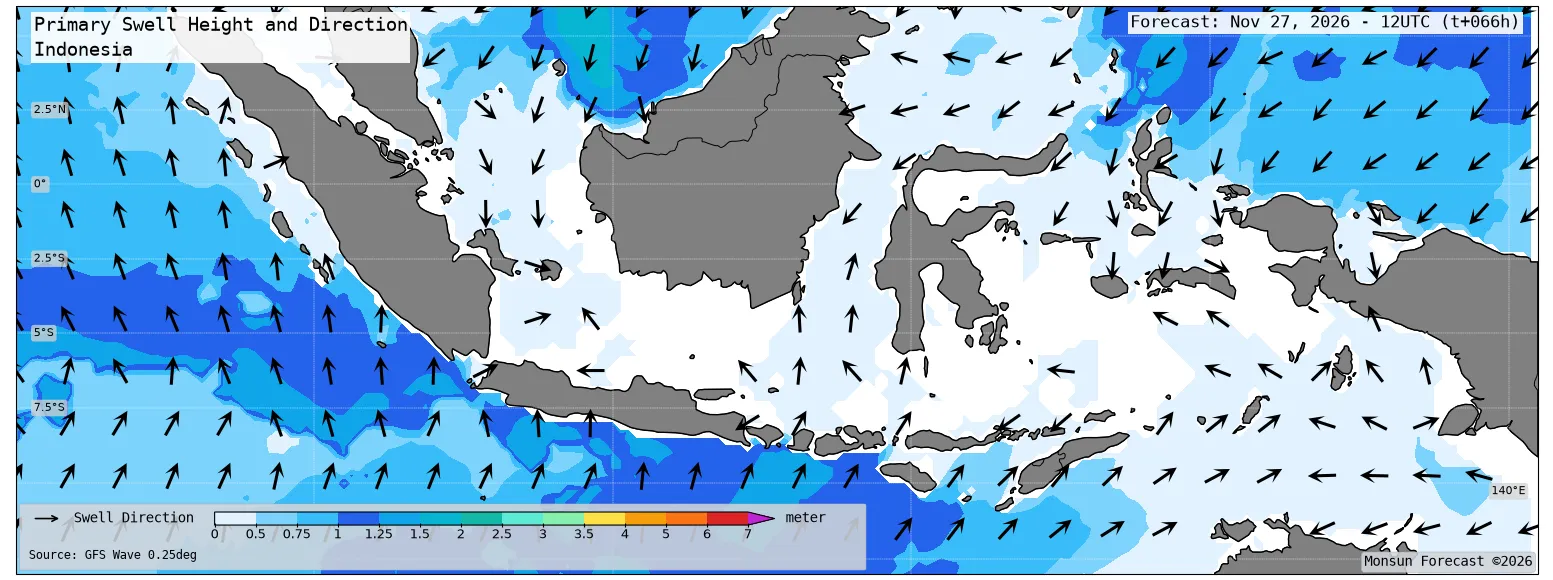 Primary Swell Height and Direction
Indonesia
Forecast: Nov 27, 2026 - 12UTC (t+066h)
2.5°N
0°
2.5°S
5°S
7.5°S
140°E
Swell Direction
0 0.5 0.75 1 1.25 1.5 2 2.5 3 3.5 4 5 6 7
meter
Source: GFS Wave 0.25deg
Monsun Forecast ©2026